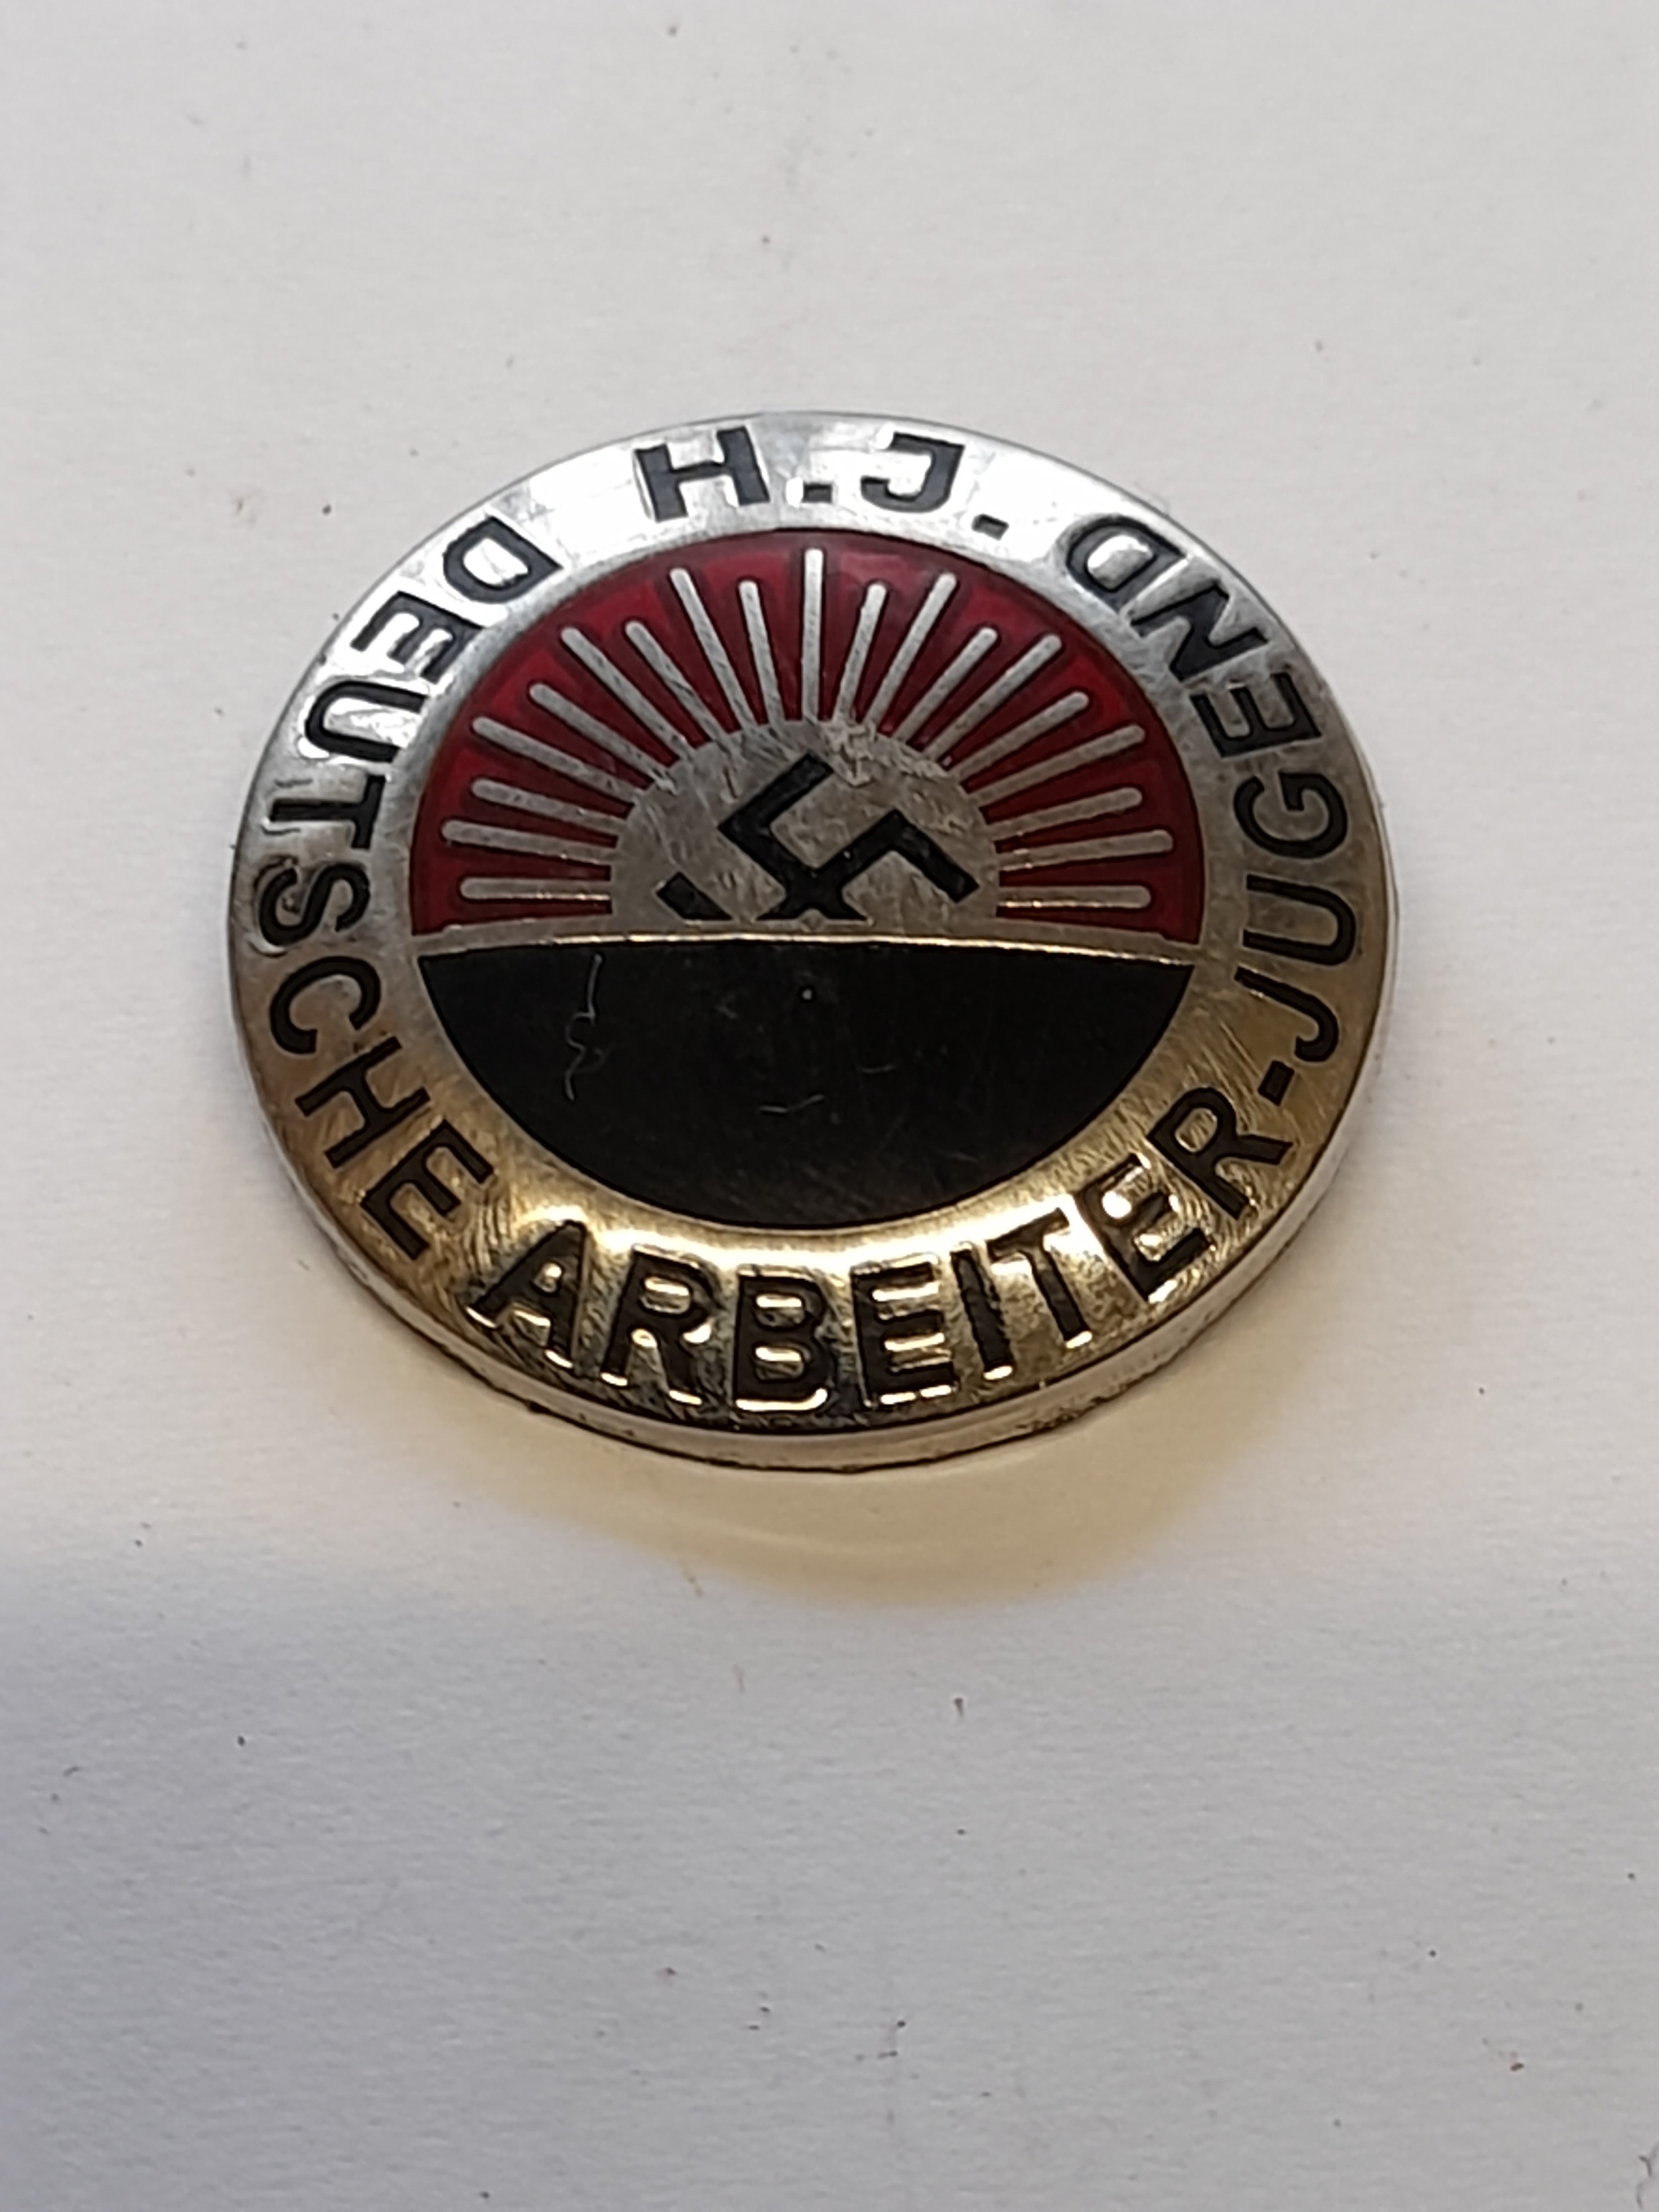 H.J. DEUTSCHE ARBEITER-JUGEND